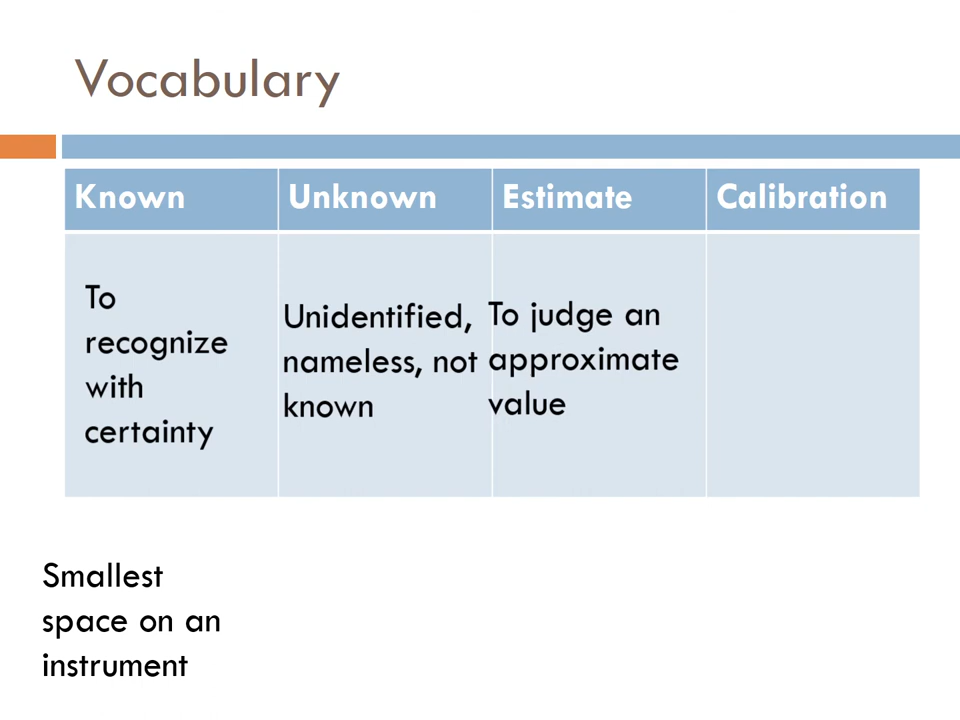 Vocabulary
Known
Unknown
Estimate
Calibration
To
recognize
with
certainty
Unidentified,
nameless, not
known
To judge an
approximate
value
Smallest
space on an
instrument